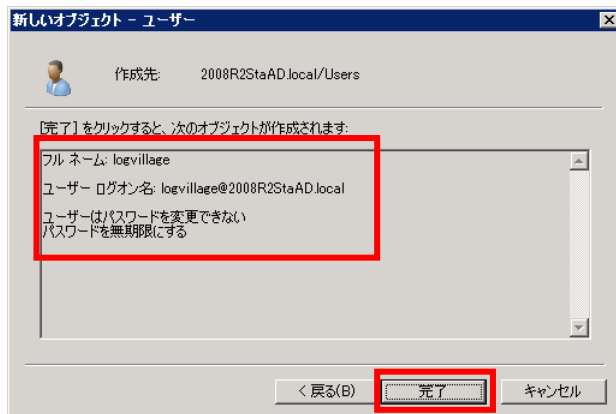 新しいオブジェクト - ユーザー
作成先: 2008R2StaAD.local/Users
[完了] をクリックすると、次のオブジェクトが作成されます:
フル ネーム: logvillage
ユーザー ログオン名: logvillage@2008R2StaAD.local
ユーザーはパスワードを変更できない
パスワードを無期限にする
< 戻る(B) 完了 キャンセル